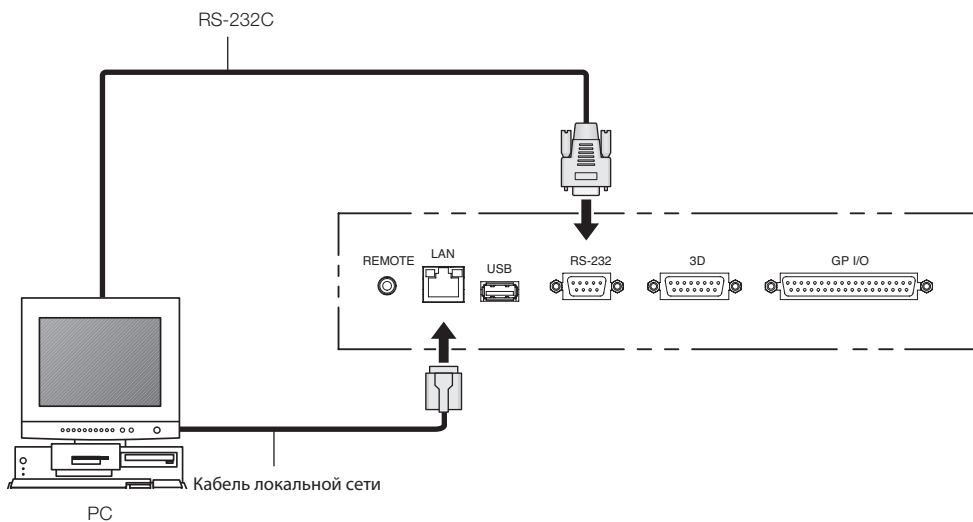 RS-232C
REMOTE
LAN
USB
RS-232
3D
GP I/O
Кабель локальной сети
PC